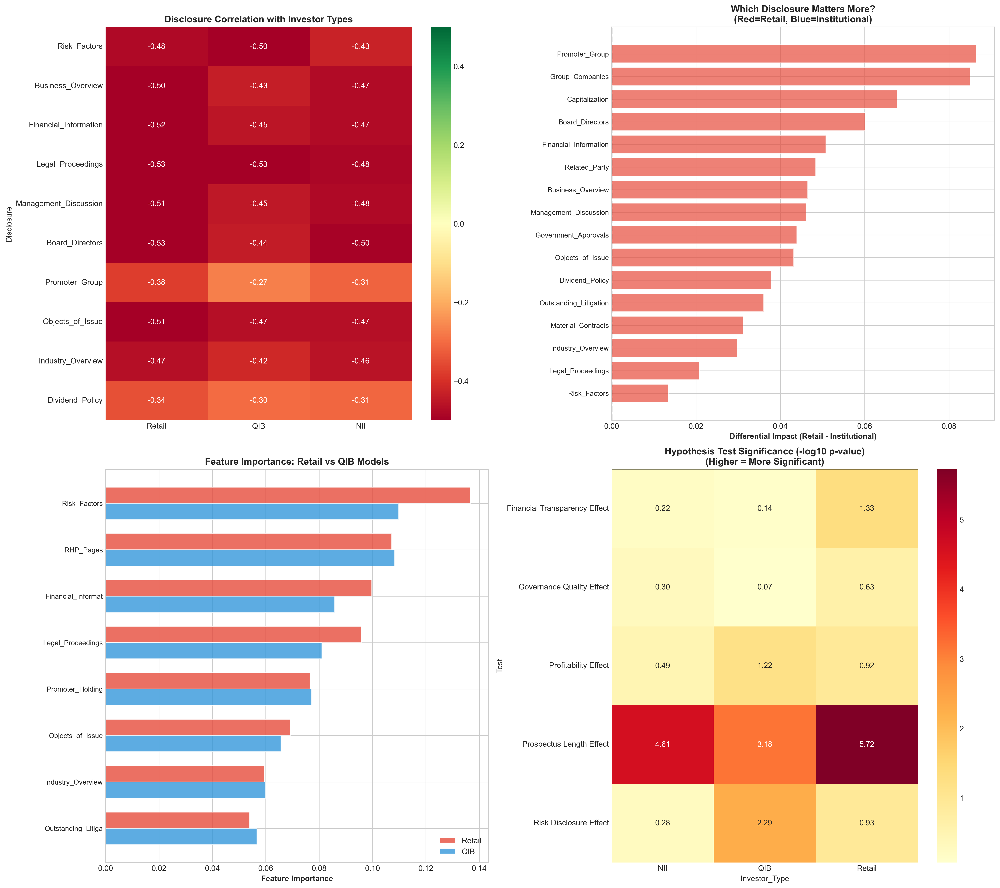 Disclosure Correlation with Investor Types
Disclosure
Risk_Factors -0.48 -0.50 -0.43
Business_Overview -0.50 -0.43 -0.47
Financial_Information -0.52 -0.45 -0.47
Legal_Proceedings -0.53 -0.53 -0.48
Management_Discussion -0.51 -0.45 -0.48
Board_Directors -0.53 -0.44 -0.50
Promoter_Group -0.38 -0.27 -0.31
Objects_of_Issue -0.51 -0.47 -0.47
Industry_Overview -0.47 -0.42 -0.46
Dividend_Policy -0.34 -0.30 -0.31
Retail QIB NII
0.4
0.2
0.0
−0.2
−0.4
Which Disclosure Matters More?
(Red=Retail, Blue=Institutional)
Promoter_Group
Group_Companies
Capitalization
Board_Directors
Financial_Information
Related_Party
Business_Overview
Management_Discussion
Government_Approvals
Objects_of_Issue
Dividend_Policy
Outstanding_Litigation
Material_Contracts
Industry_Overview
Legal_Proceedings
Risk_Factors
0.00 0.02 0.04 0.06 0.08
Differential Impact (Retail - Institutional)
Feature Importance: Retail vs QIB Models
Risk_Factors
RHP_Pages
Financial_Informat
Legal_Proceedings
Promoter_Holding
Objects_of_Issue
Industry_Overview
Outstanding_Litiga
Retail
QIB
0.00 0.02 0.04 0.06 0.08 0.10 0.12 0.14
Feature Importance
Hypothesis Test Significance (-log10 p-value)
(Higher = More Significant)
Test
Financial Transparency Effect 0.22 0.14 1.33
Governance Quality Effect 0.30 0.07 0.63
Profitability Effect 0.49 1.22 0.92
Prospectus Length Effect 4.61 3.18 5.72
Risk Disclosure Effect 0.28 2.29 0.93
NII QIB Retail
Investor_Type
5
4
3
2
1